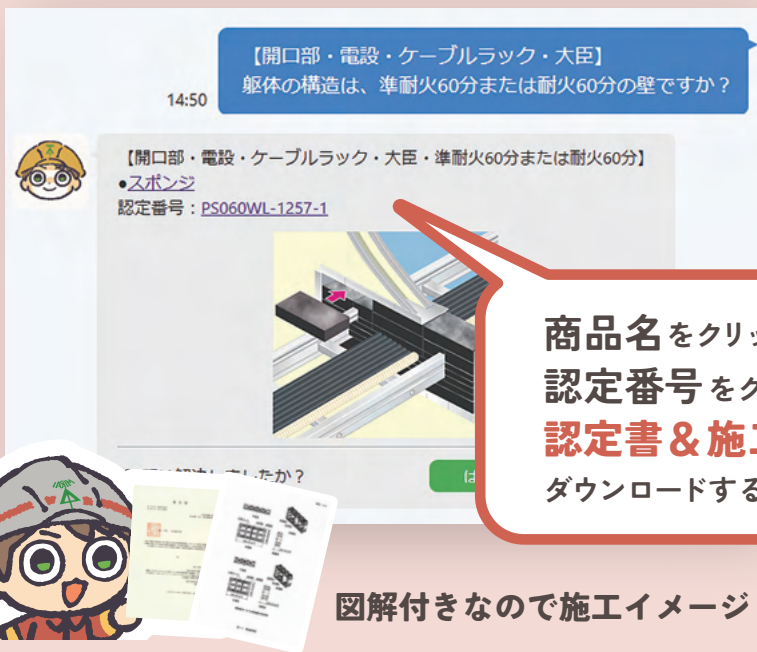 【開口部・電設・ケーブルラック・大臣】
躯体の構造は、準耐火60分または耐火60分の壁ですか？
14:50
【開口部・電設・ケーブルラック・大臣・準耐火60分または耐火60分】
●スポンジ
認定番号：PS060WL-1257-1
商品名をクリッ
認定番号をク
認定書＆施工
ダウンロードする
たか？
は
図解付きなので施工イメージ